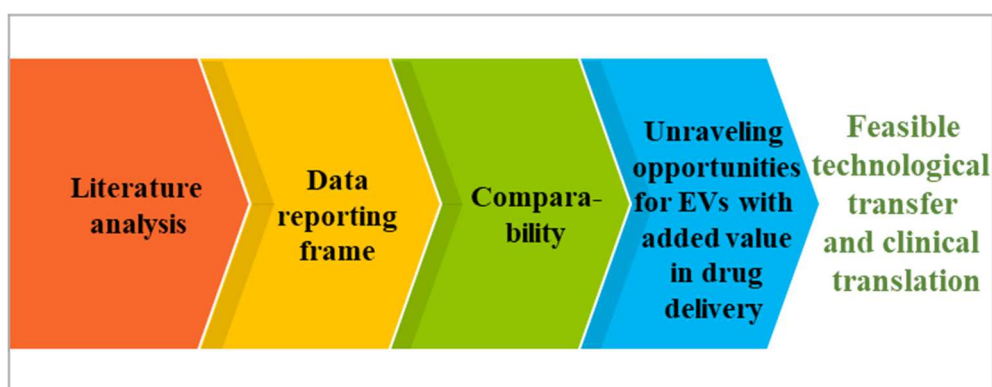 Literature
analysis
Data
reporting
frame
Compara-
bility
Unraveling
opportunities
for EVs with
added value
in drug
delivery
Feasible
technological
transfer
and clinical
translation